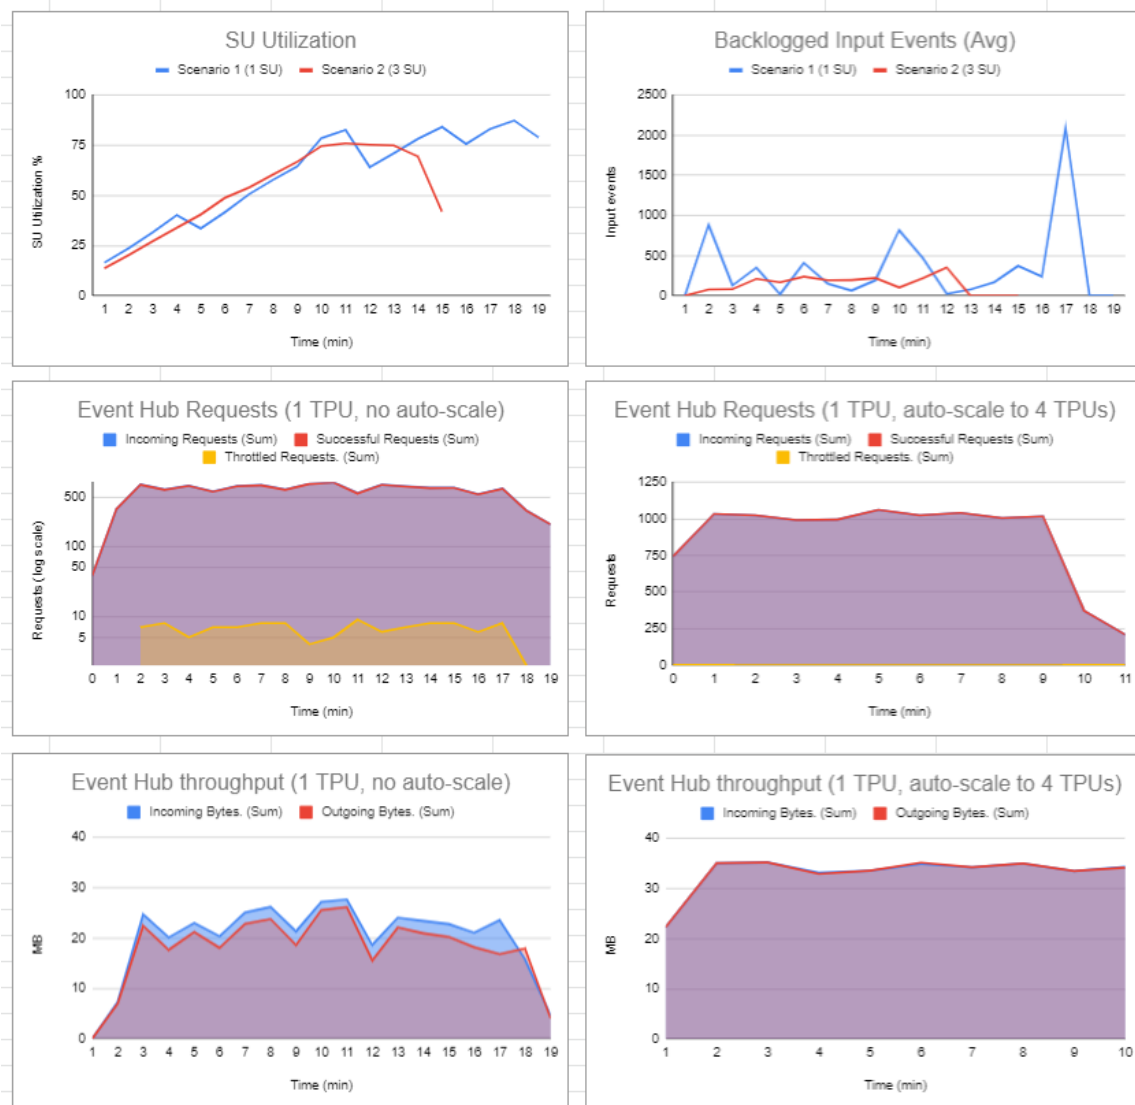 SU Utilization
Scenario 1 (1 SU) Scenario 2 (3 SU)
100
75
50
25
0
SU Utilization %
1 2 3 4 5 6 7 8 9 10 11 12 13 14 15 16 17 18 19
Time (min)
Backlogged Input Events (Avg)
Scenario 1 (1 SU) Scenario 2 (3 SU)
2500
2000
1500
1000
500
0
Input events
1 2 3 4 5 6 7 8 9 10 11 12 13 14 15 16 17 18 19
Time (min)
Event Hub Requests (1 TPU, no auto-scale)
Incoming Requests (Sum) Successful Requests (Sum)
Throttled Requests. (Sum)
500
100
50
10
5
Requests (log scale)
0 1 2 3 4 5 6 7 8 9 10 11 12 13 14 15 16 17 18 19
Time (min)
Event Hub Requests (1 TPU, auto-scale to 4 TPUs)
Incoming Requests (Sum) Successful Requests (Sum)
Throttled Requests. (Sum)
1250
1000
750
500
250
0
Requests
0 1 2 3 4 5 6 7 8 9 10 11
Time (min)
Event Hub throughput (1 TPU, no auto-scale)
Incoming Bytes. (Sum) Outgoing Bytes. (Sum)
40
30
20
10
0
MB
1 2 3 4 5 6 7 8 9 10 11 12 13 14 15 16 17 18 19
Time (min)
Event Hub throughput (1 TPU, auto-scale to 4 TPUs)
Incoming Bytes. (Sum) Outgoing Bytes. (Sum)
40
30
20
10
0
MB
1 2 3 4 5 6 7 8 9 10
Time (min)